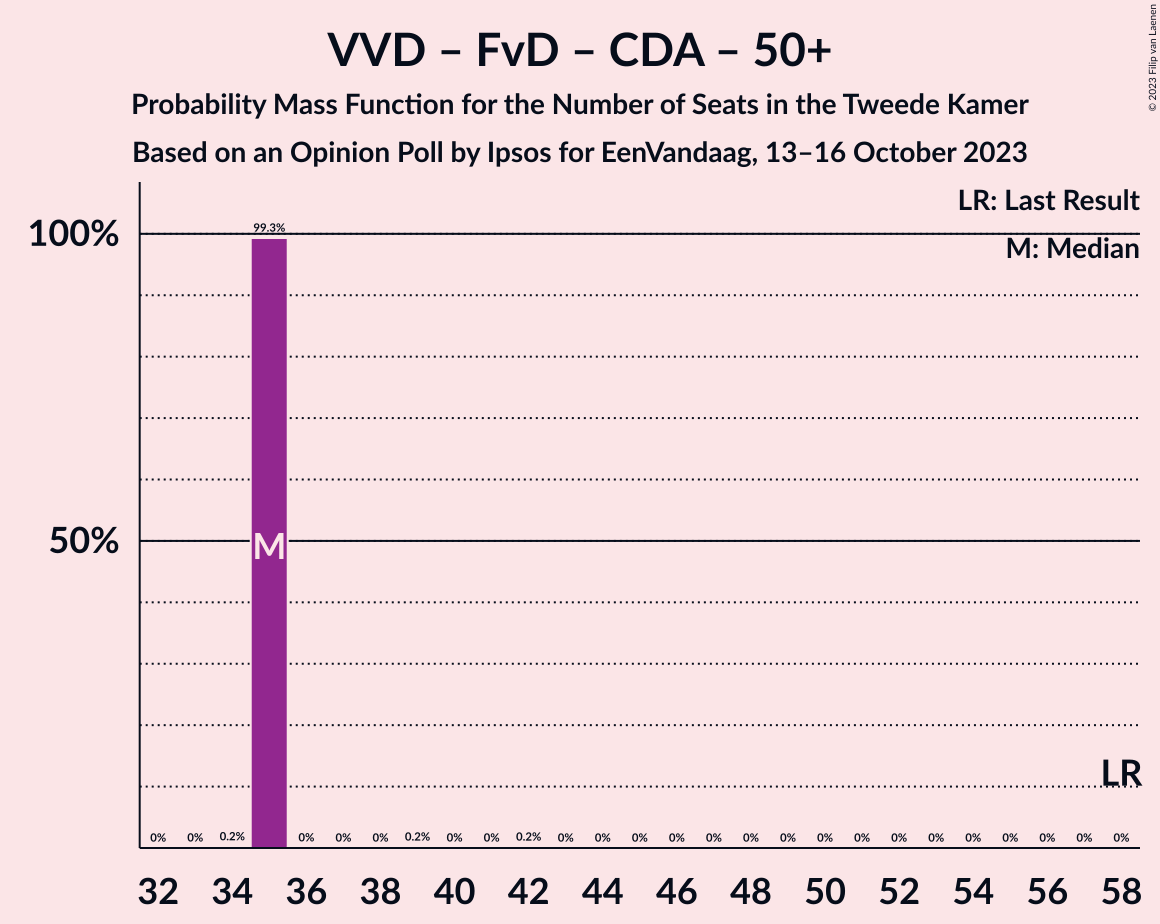 VVD – FvD – CDA – 50+
Probability Mass Function for the Number of Seats in the Tweede Kamer
Based on an Opinion Poll by Ipsos for EenVandaag, 13–16 October 2023
© 2023 Filip van Laenen
LR: Last Result
M: Median
100%
50%
99.3%
M
LR
0% 0% 0.2% 0% 0% 0% 0.2% 0% 0% 0.2% 0% 0% 0% 0% 0% 0% 0% 0% 0% 0% 0% 0% 0% 0% 0% 0%
32 34 36 38 40 42 44 46 48 50 52 54 56 58